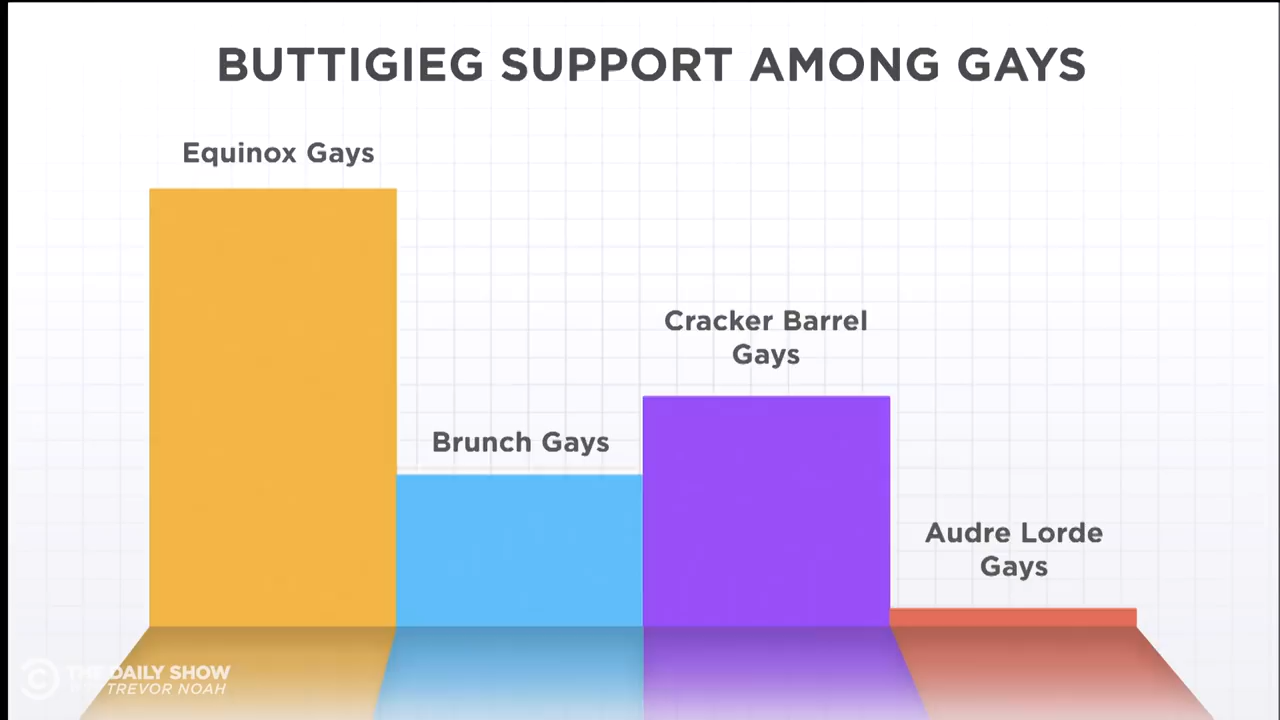 BUTTIGIEG SUPPORT AMONG GAYS
Equinox Gays
Cracker Barrel
Gays
Brunch Gays
Audre Lorde
Gays
THE DAILY SHOW
TREVOR NOAH